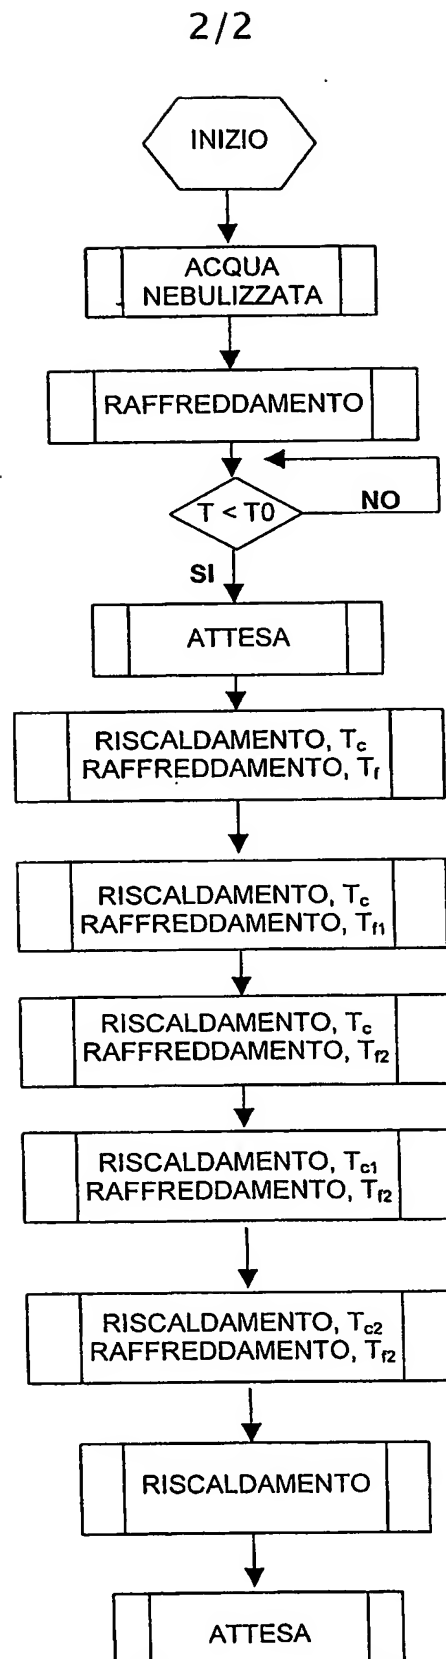 2/2
INIZIO
ACQUA
NEBULIZZATA
RAFFREDDAMENTO
T < T0
NO
SI
ATTESA
RISCALDAMENTO, Tc
RAFFREDDAMENTO, Tf
RISCALDAMENTO, Tc
RAFFREDDAMENTO, Tf1
RISCALDAMENTO, Tc
RAFFREDDAMENTO, Tf2
RISCALDAMENTO, Tc1
RAFFREDDAMENTO, Tf2
RISCALDAMENTO, Tc2
RAFFREDDAMENTO, Tf2
RISCALDAMENTO
ATTESA